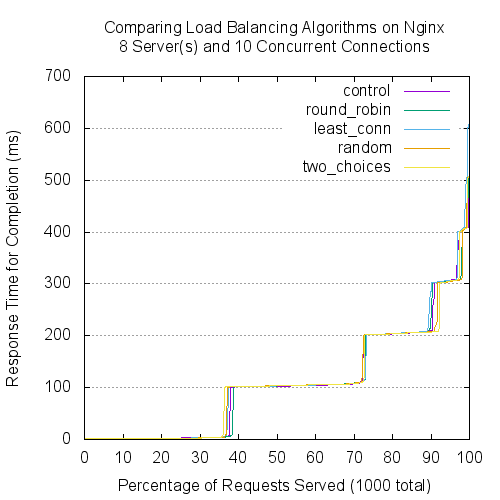 Comparing Load Balancing Algorithms on Nginx
8 Server(s) and 10 Concurrent Connections
700
600
500
400
300
200
100
0
Response Time for Completion (ms)
control
round_robin
least_conn
random
two_choices
0 10 20 30 40 50 60 70 80 90 100
Percentage of Requests Served (1000 total)